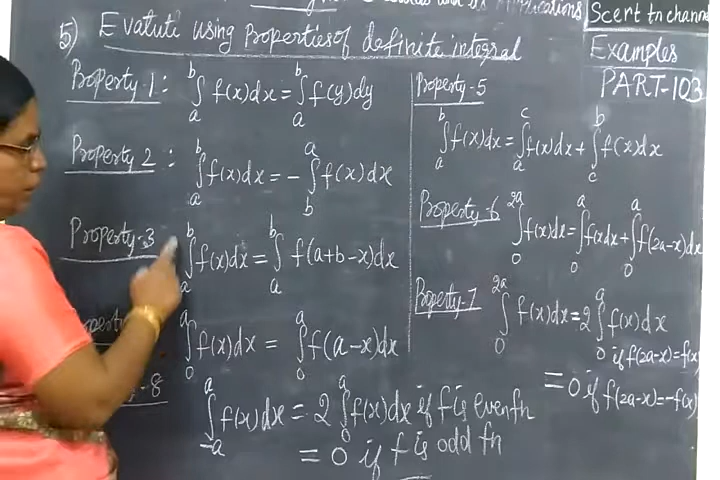 its Applications
Scert tn channel
Examples
PART-103
5) Evatute using Properties of definite integral
Property-1: ∫_a^b f(x)dx = ∫_a^b f(y)dy
Property 2: ∫_a^b f(x)dx = - ∫_b^a f(x)dx
Property-3 ∫_a^b f(x)dx = ∫_a^b f(a+b-x)dx
∫_0^a f(x)dx = ∫_0^a f(a-x)dx
-8
∫_-a^a f(x)dx = 2 ∫_0^a f(x)dx if f is even fn
= 0 if f is odd fn
Property-5
∫_a^b f(x)dx = ∫_a^c f(x)dx + ∫_c^b f(x)dx
Property-6 ∫_0^2a f(x)dx = ∫_0^a f(x)dx + ∫_0^a f(2a-x)dx
Property-7 ∫_0^2a f(x)dx = 2 ∫_0^a f(x)dx
if f(2a-x)=f(x)
= 0 if f(2a-x)=-f(x)